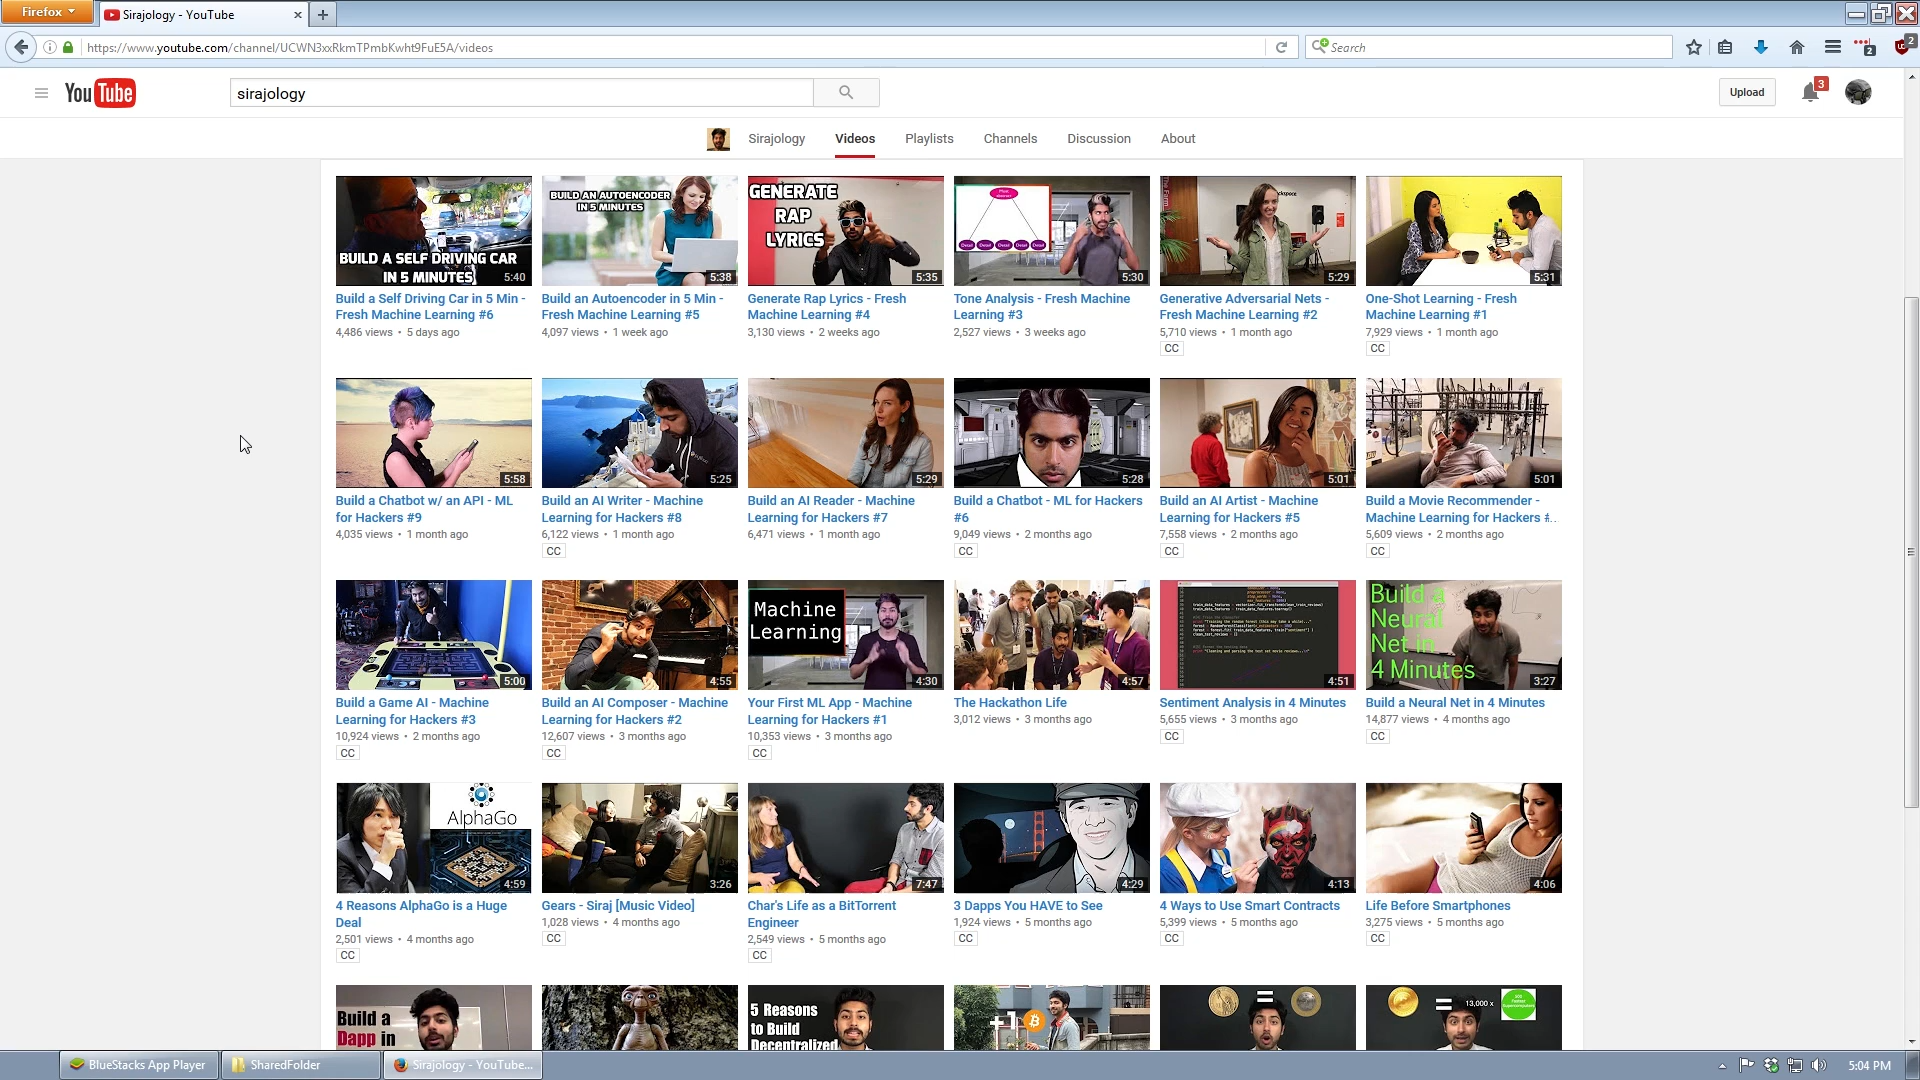 Firefox
Sirajology - YouTube
https://www.youtube.com/channel/UCWN3xxRkmTPmbKwht9FuE5A/videos
Search
2
2
YouTube
sirajology
Upload
3
Sirajology Videos Playlists Channels Discussion About
BUILD A SELF DRIVING CAR
IN 5 MINUTES
5:40
BUILD AN AUTOENCODER
IN 5 MINUTES
5:38
GENERATE
RAP
LYRICS
5:35
5:30
5:29
5:31
Build a Self Driving Car in 5 Min -
Fresh Machine Learning #6
4,486 views • 5 days ago
Build an Autoencoder in 5 Min -
Fresh Machine Learning #5
4,097 views • 1 week ago
Generate Rap Lyrics - Fresh
Machine Learning #4
3,130 views • 2 weeks ago
Tone Analysis - Fresh Machine
Learning #3
2,527 views • 3 weeks ago
Generative Adversarial Nets -
Fresh Machine Learning #2
5,710 views • 1 month ago
CC
One-Shot Learning - Fresh
Machine Learning #1
7,929 views • 1 month ago
CC
5:58
5:25
5:29
5:28
5:01
5:01
Build a Chatbot w/ an API - ML
for Hackers #9
4,035 views • 1 month ago
Build an AI Writer - Machine
Learning for Hackers #8
6,122 views • 1 month ago
CC
Build an AI Reader - Machine
Learning for Hackers #7
6,471 views • 1 month ago
Build a Chatbot - ML for Hackers
#6
9,049 views • 2 months ago
CC
Build an AI Artist - Machine
Learning for Hackers #5
7,558 views • 2 months ago
CC
Build a Movie Recommender -
Machine Learning for Hackers #..
5,609 views • 2 months ago
CC
5:00
4:55
Machine
Learning
4:30
4:57
4:51
Build a
Neural
Net in
4 Minutes
3:27
Build a Game AI - Machine
Learning for Hackers #3
10,924 views • 2 months ago
CC
Build an AI Composer - Machine
Learning for Hackers #2
12,607 views • 3 months ago
CC
Your First ML App - Machine
Learning for Hackers #1
10,353 views • 3 months ago
CC
The Hackathon Life
3,012 views • 3 months ago
Sentiment Analysis in 4 Minutes
5,655 views • 3 months ago
CC
Build a Neural Net in 4 Minutes
14,877 views • 4 months ago
CC
AlphaGo
4:59
3:26
7:47
4:29
4:13
4:06
4 Reasons AlphaGo is a Huge
Deal
2,501 views • 4 months ago
CC
Gears - Siraj [Music Video]
1,028 views • 4 months ago
CC
Char's Life as a BitTorrent
Engineer
2,549 views • 5 months ago
CC
3 Dapps You HAVE to See
1,924 views • 5 months ago
CC
4 Ways to Use Smart Contracts
5,399 views • 5 months ago
CC
Life Before Smartphones
3,275 views • 5 months ago
CC
Build a
Dapp in
5 Reasons
to Build
Decentralized
+1
=
= 13,000 x
BlueStacks App Player
SharedFolder
Sirajology - YouTube...
5:04 PM